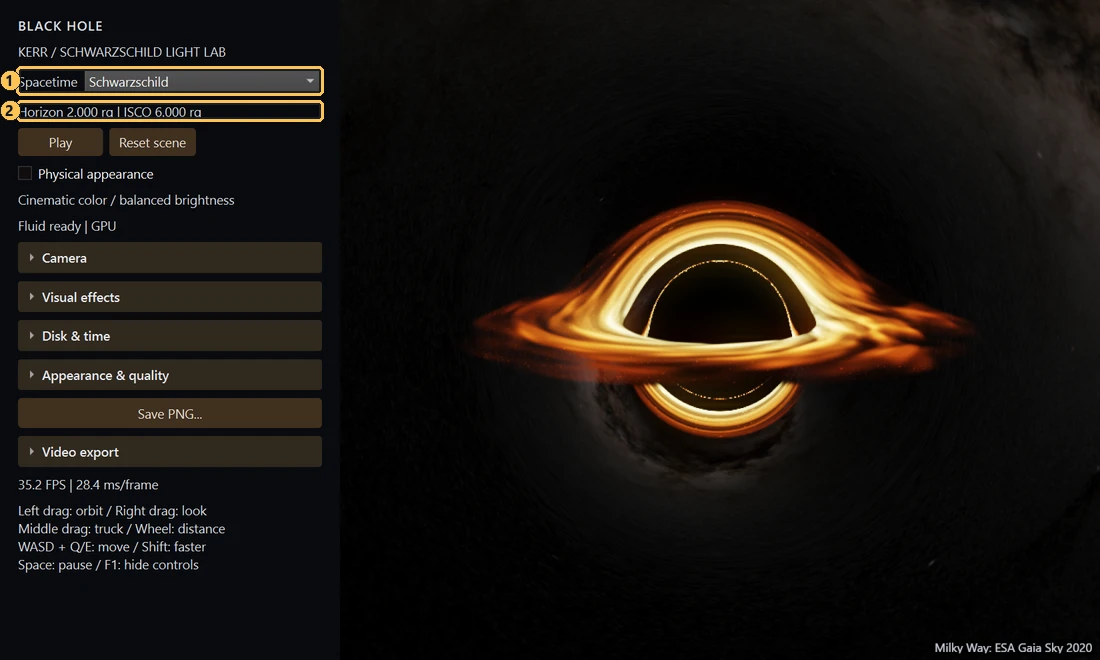 BLACK HOLE
KERR / SCHWARZSCHILD LIGHT LAB
1 Spacetime Schwarzschild
2 Horizon 2.000 rg | ISCO 6.000 rg
Play Reset scene
Physical appearance
Cinematic color / balanced brightness
Fluid ready | GPU
Camera
Visual effects
Disk & time
Appearance & quality
Save PNG...
Video export
35.2 FPS | 28.4 ms/frame
Left drag: orbit / Right drag: look
Middle drag: truck / Wheel: distance
WASD + Q/E: move / Shift: faster
Space: pause / F1: hide controls
Milky Way: ESA Gaia Sky 2020